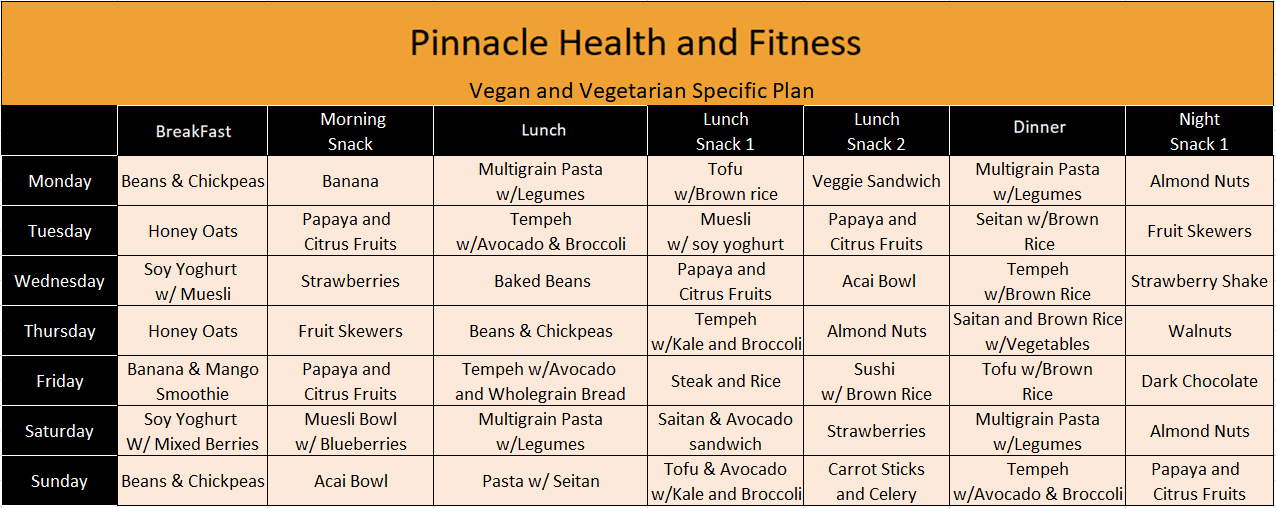 Pinnacle Health and Fitness
Vegan and Vegetarian Specific Plan
BreakFast
Morning
Snack
Lunch
Lunch
Snack 1
Lunch
Snack 2
Dinner
Night
Snack 1
Monday
Beans & Chickpeas
Banana
Multigrain Pasta
w/Legumes
Tofu
w/Brown rice
Veggie Sandwich
Multigrain Pasta
w/Legumes
Almond Nuts
Tuesday
Honey Oats
Papaya and
Citrus Fruits
Tempeh
w/Avocado & Broccoli
Muesli
w/ soy yoghurt
Papaya and
Citrus Fruits
Seitan w/Brown
Rice
Fruit Skewers
Wednesday
Soy Yoghurt
w/ Muesli
Strawberries
Baked Beans
Papaya and
Citrus Fruits
Acai Bowl
Tempeh
w/Brown Rice
Strawberry Shake
Thursday
Honey Oats
Fruit Skewers
Beans & Chickpeas
Tempeh
w/Kale and Broccoli
Almond Nuts
Saitan and Brown Rice
w/Vegetables
Walnuts
Friday
Banana & Mango
Smoothie
Papaya and
Citrus Fruits
Tempeh w/Avocado
and Wholegrain Bread
Steak and Rice
Sushi
w/ Brown Rice
Tofu w/Brown
Rice
Dark Chocolate
Saturday
Soy Yoghurt
W/ Mixed Berries
Muesli Bowl
w/ Blueberries
Multigrain Pasta
w/Legumes
Saitan & Avocado
sandwich
Strawberries
Multigrain Pasta
w/Legumes
Almond Nuts
Sunday
Beans & Chickpeas
Acai Bowl
Pasta w/ Seitan
Tofu & Avocado
w/Kale and Broccoli
Carrot Sticks
and Celery
Tempeh
w/Avocado & Broccoli
Papaya and
Citrus Fruits